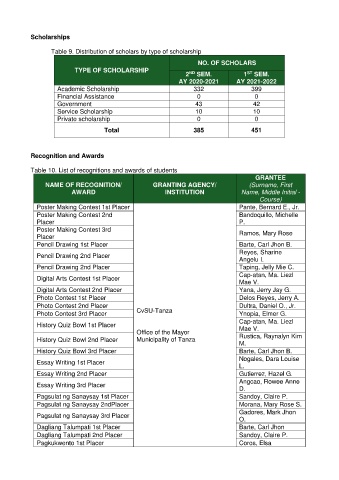 Scholarships
Table 9. Distribution of scholars by type of scholarship
TYPE OF SCHOLARSHIP
NO. OF SCHOLARS
2ND SEM. AY 2020-2021
1ST SEM. AY 2021-2022
Academic Scholarship 332 399
Financial Assistance 0 0
Government 43 42
Service Scholarship 10 10
Private scholarship 0 0
Total 385 451
Recognition and Awards
Table 10. List of recognitions and awards of students
NAME OF RECOGNITION/ AWARD
GRANTING AGENCY/ INSTITUTION
GRANTEE (Surname, First Name, Middle Initial - Course)
Poster Making Contest 1st Placer Pante, Bernard E., Jr.
Poster Making Contest 2nd Placer Bandoquillo, Michelle P.
Poster Making Contest 3rd Placer Ramos, Mary Rose
Pencil Drawing 1st Placer Barte, Carl Jhon B.
Pencil Drawing 2nd Placer Reyes, Sharine Angelu I.
Pencil Drawing 2nd Placer Taping, Jelly Mie C.
Digital Arts Contest 1st Placer Cap-atan, Ma. Liezl Mae V.
Digital Arts Contest 2nd Placer Yana, Jerry Jay G.
Photo Contest 1st Placer Delos Reyes, Jerry A.
Photo Contest 2nd Placer Dultra, Daniel O., Jr.
Photo Contest 3rd Placer Ynopia, Elmor G.
CvSU-Tanza
Office of the Mayor
Municipality of Tanza
History Quiz Bowl 1st Placer Cap-atan, Ma. Liezl Mae V.
History Quiz Bowl 2nd Placer Rustica, Raynalyn Kim M.
History Quiz Bowl 3rd Placer Barte, Carl Jhon B.
Essay Writing 1st Placer Nogales, Dara Louise L.
Essay Writing 2nd Placer Gutierrez, Hazel G.
Essay Writing 3rd Placer Angcao, Rowee Anne D.
Pagsulat ng Sanaysay 1st Placer Sandoy, Claire P.
Pagsulat ng Sanaysay 2ndPlacer Morana, Mary Rose S.
Pagsulat ng Sanaysay 3rd Placer Gadores, Mark Jhon O.
Dagliang Talumpati 1st Placer Barte, Carl Jhon
Dagliang Talumpati 2nd Placer Sandoy, Claire P.
Pagkukwento 1st Placer Coros, Elsa